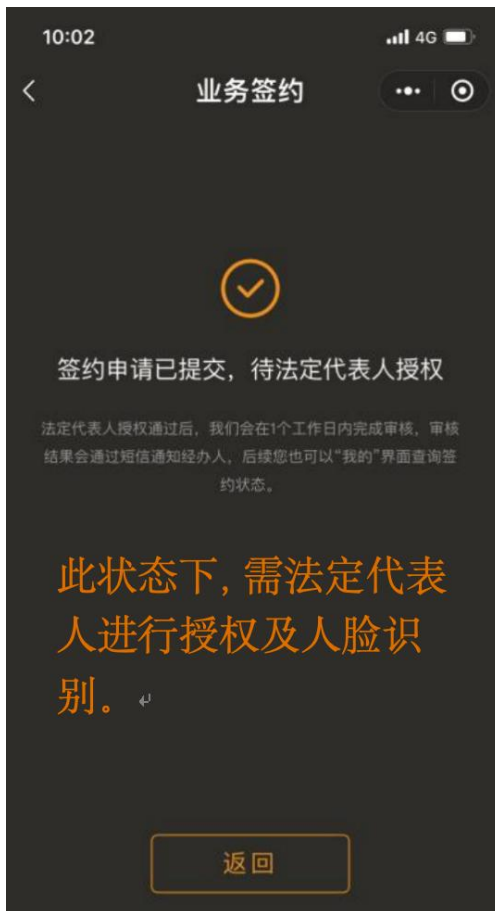 10:02 4G
业务签约
签约申请已提交，待法定代表人授权
法定代表人授权通过后，我们会在1个工作日内完成审核，审核
结果会通过短信通知经办人，后续您也可以“我的”界面查询签
约状态。
此状态下，需法定代表
人进行授权及人脸识
别。
返回